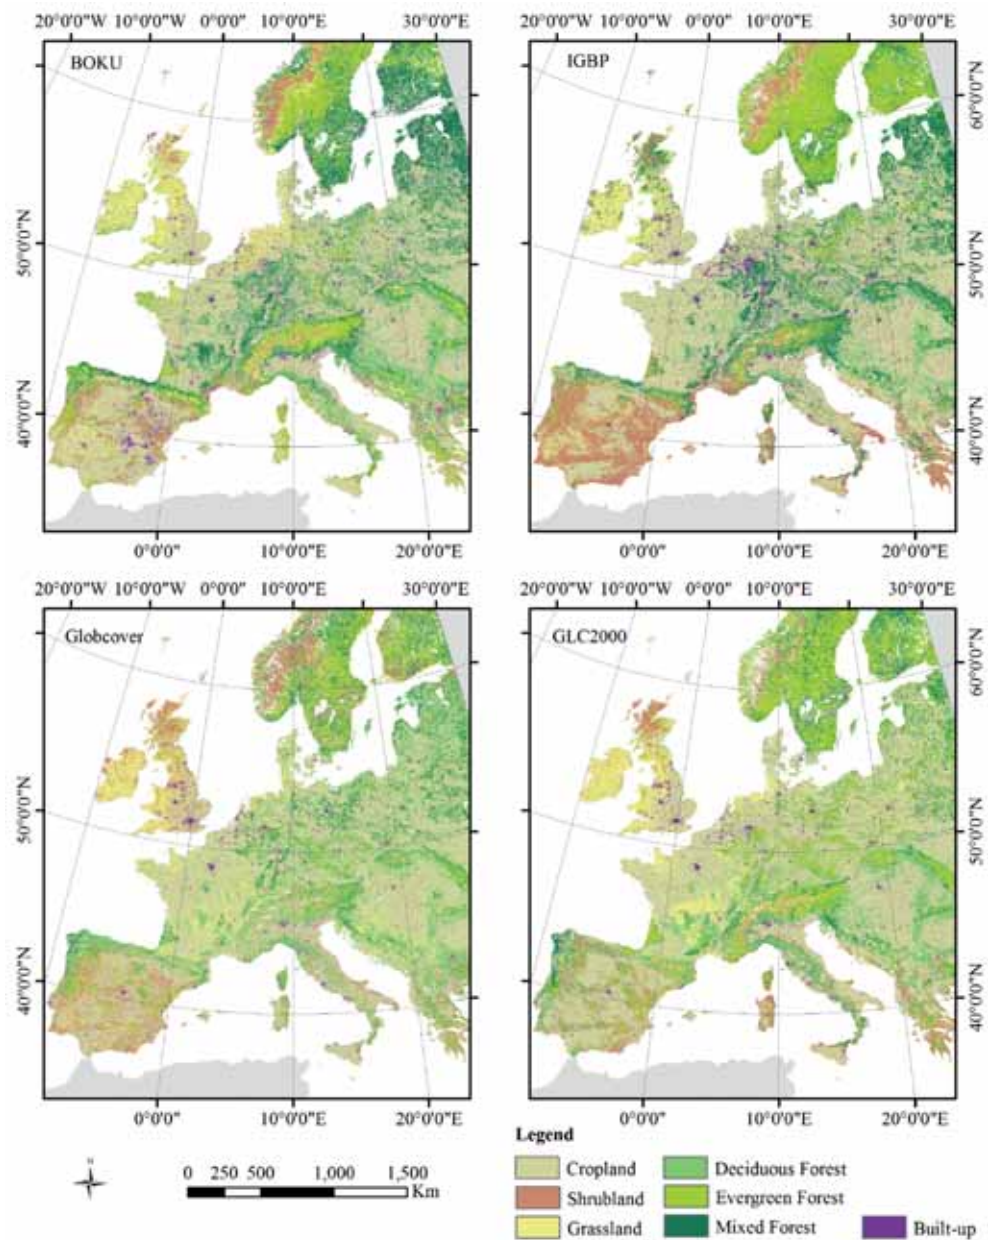 20°0'0"W 10°0'0"W 0°0'0" 10°0'0"E 30°0'0"E
20°0'0"W 10°0'0"W 0°0'0" 10°0'0"E 30°0'0"E
BOKU
IGBP
60°0'0"N
50°0'0"N
50°0'0"N
40°0'0"N
40°0'0"N
0°0'0" 10°0'0"E 20°0'0"E
0°0'0" 10°0'0"E 20°0'0"E
20°0'0"W 10°0'0"W 0°0'0" 10°0'0"E 30°0'0"E
20°0'0"W 10°0'0"W 0°0'0" 10°0'0"E 30°0'0"E
Globcover
GLC2000
60°0'0"N
50°0'0"N
50°0'0"N
40°0'0"N
40°0'0"N
0°0'0" 10°0'0"E 20°0'0"E
0°0'0" 10°0'0"E 20°0'0"E
N
0 250 500 1,000 1,500
Km
Legend
Cropland
Shrubland
Grassland
Deciduous Forest
Evergreen Forest
Mixed Forest
Built-up